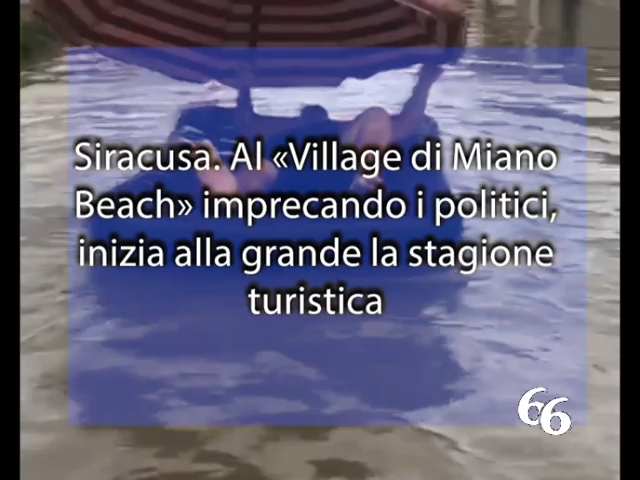 Siracusa. Al «Village di Miano
Beach» imprecando i politici,
inizia alla grande la stagione
turistica
66